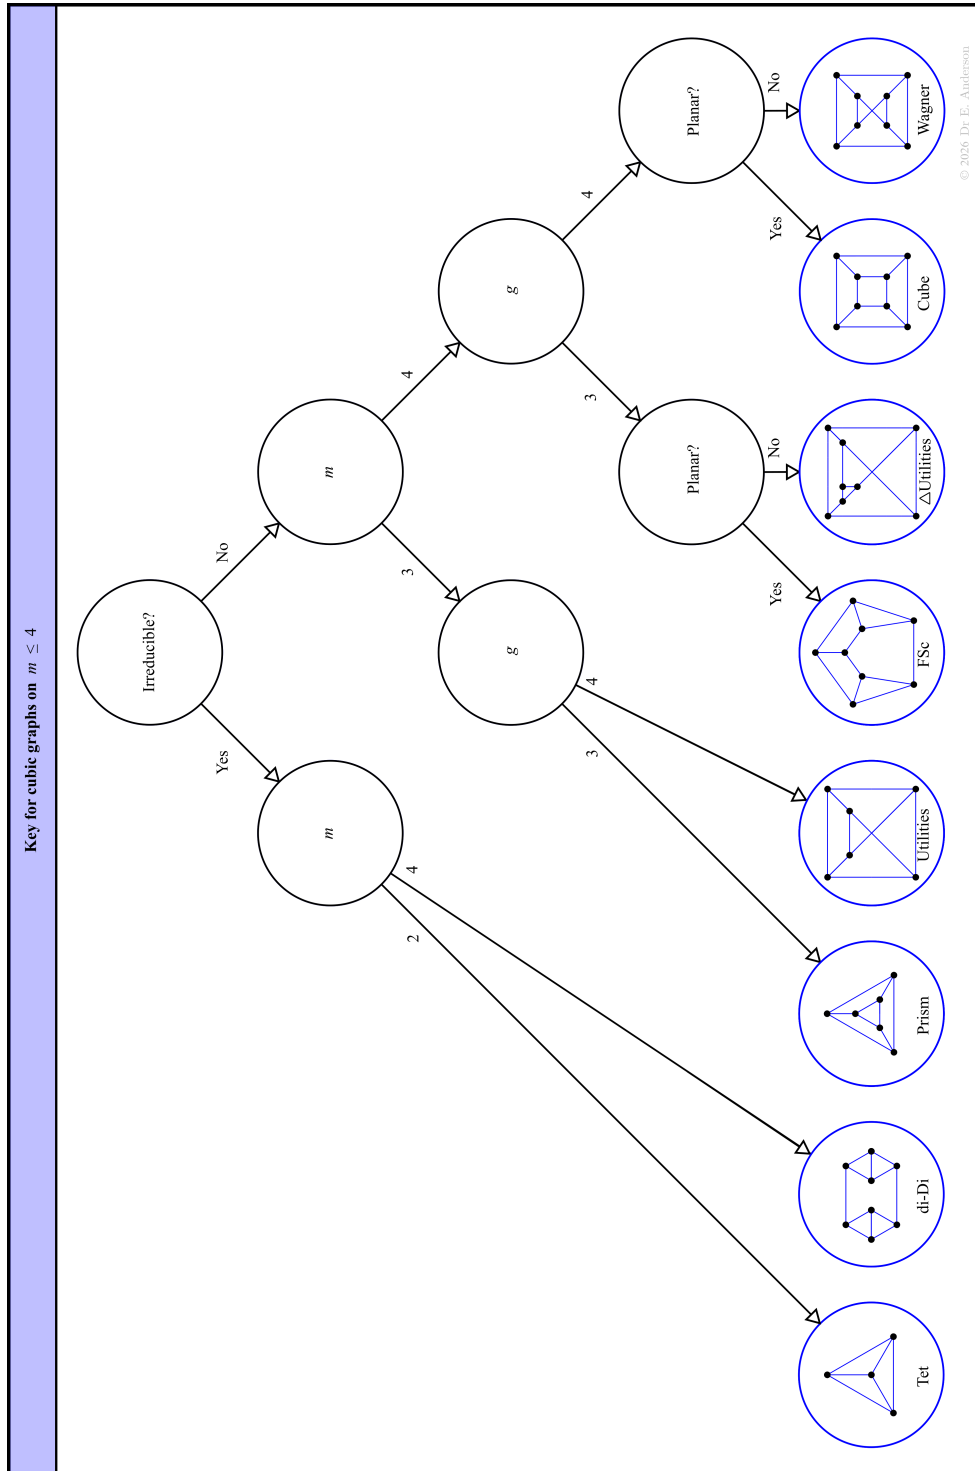 Key for cubic graphs on m ≤ 4
Irreducible?
Yes
No
m
m
2
4
3
4
g
g
3
4
3
4
Planar?
Planar?
Yes
No
Yes
No
Tet
di-Di
Prism
Utilities
FSc
△Utilities
Cube
Wagner
© 2026 Dr E. Anderson